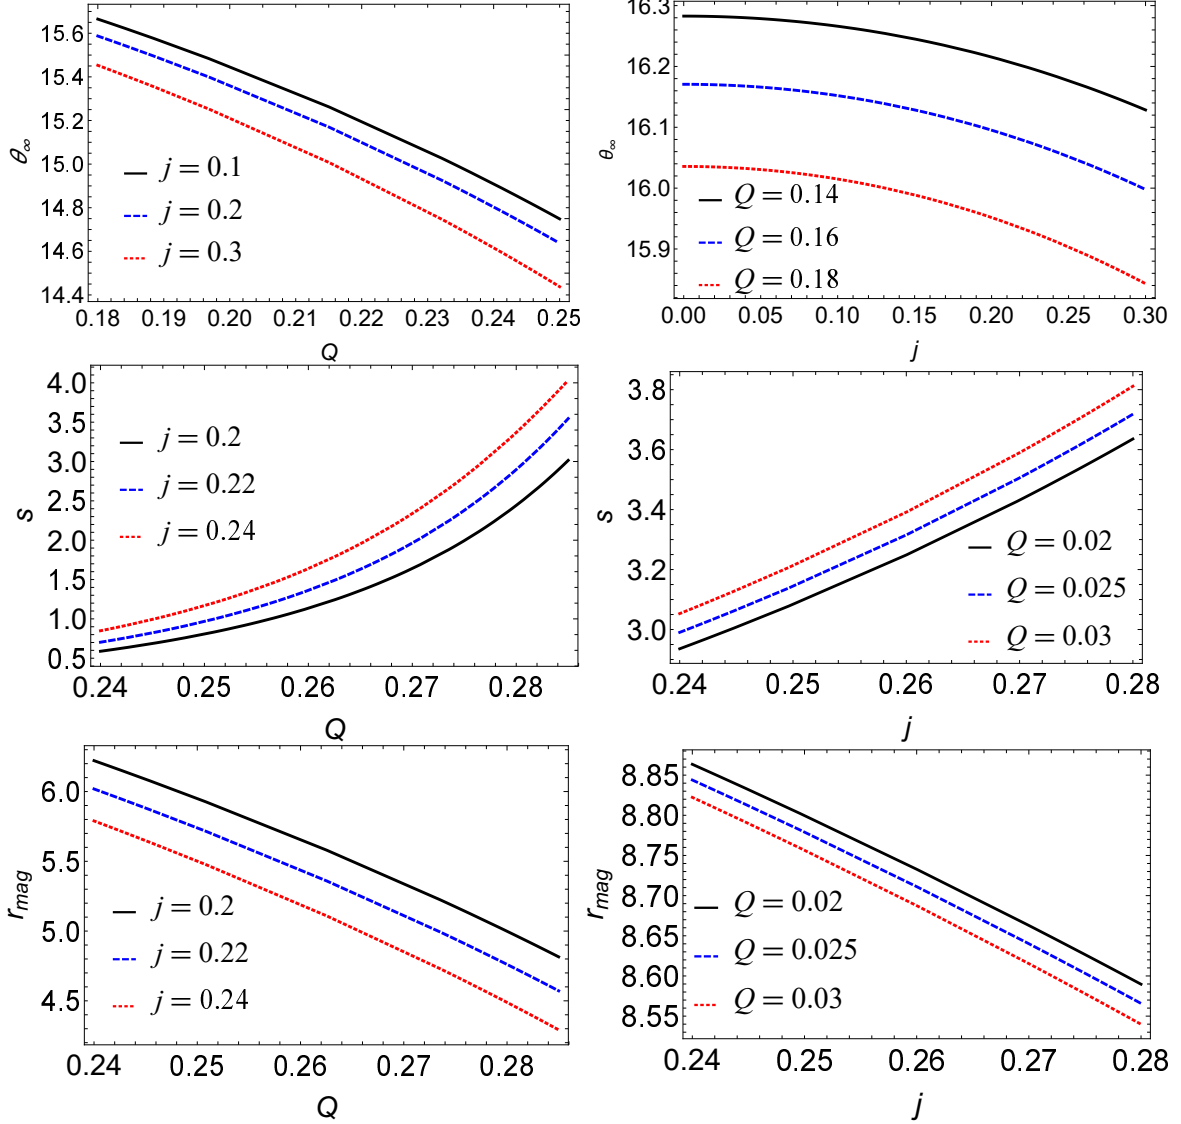 15.6
15.4
15.2
15.0
14.8
14.6
14.4
θ∞
j = 0.1
j = 0.2
j = 0.3
0.18 0.19 0.20 0.21 0.22 0.23 0.24 0.25
Q
16.3
16.2
16.1
16.0
15.9
θ∞
Q = 0.14
Q = 0.16
Q = 0.18
0.00 0.05 0.10 0.15 0.20 0.25 0.30
j
4.0
3.5
3.0
2.5
2.0
1.5
1.0
0.5
s
j = 0.2
j = 0.22
j = 0.24
0.24 0.25 0.26 0.27 0.28
Q
3.8
3.6
3.4
3.2
3.0
s
Q = 0.02
Q = 0.025
Q = 0.03
0.24 0.25 0.26 0.27 0.28
j
6.0
5.5
5.0
4.5
rmag
j = 0.2
j = 0.22
j = 0.24
0.24 0.25 0.26 0.27 0.28
Q
8.85
8.80
8.75
8.70
8.65
8.60
8.55
rmag
Q = 0.02
Q = 0.025
Q = 0.03
0.24 0.25 0.26 0.27 0.28
j